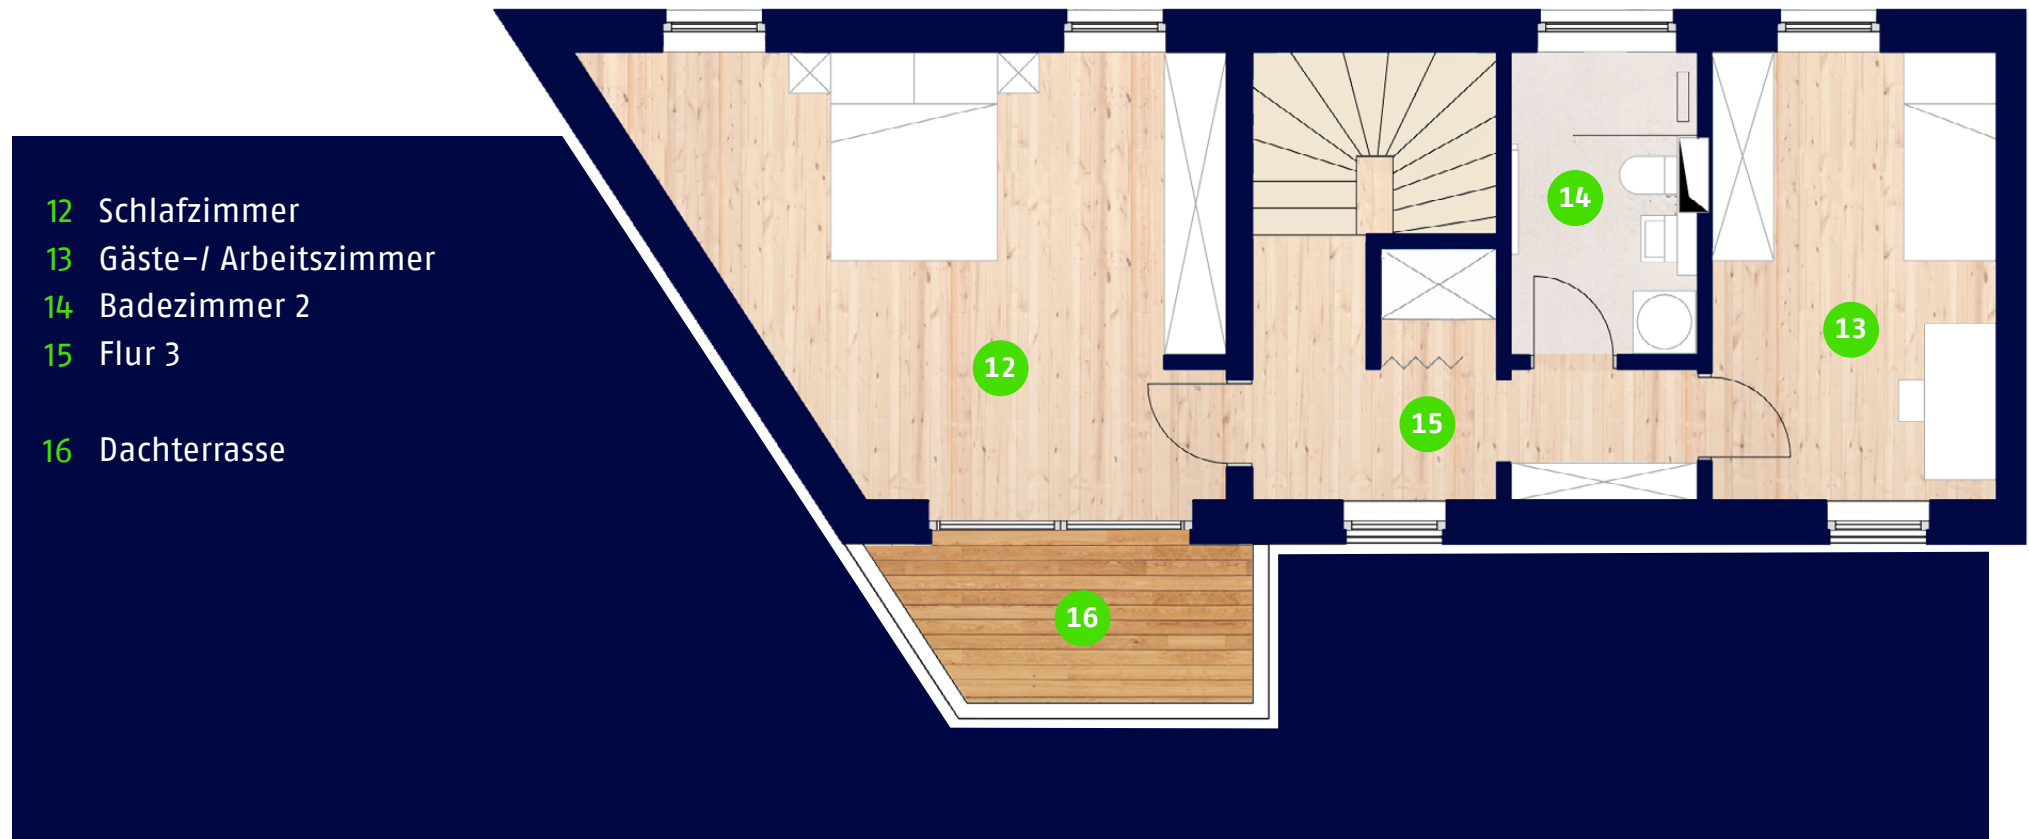 12 Schlafzimmer
13 Gäste-/ Arbeitszimmer
14 Badezimmer 2
15 Flur 3
16 Dachterrasse
14
13
12
15
16